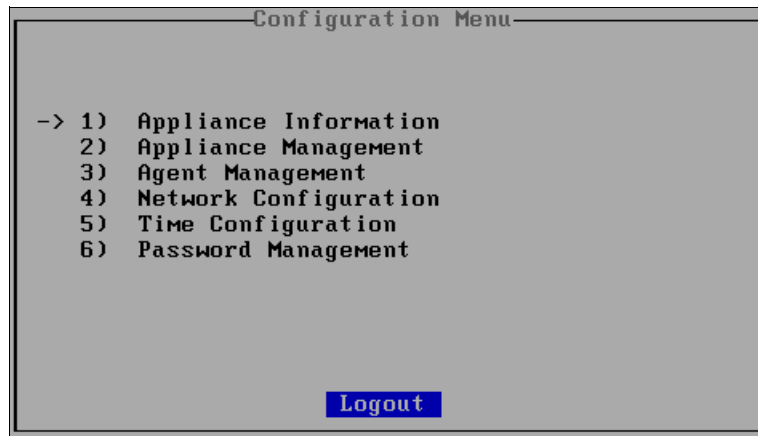 Configuration Menu
-> 1) Appliance Information
2) Appliance Management
3) Agent Management
4) Network Configuration
5) Time Configuration
6) Password Management
Logout